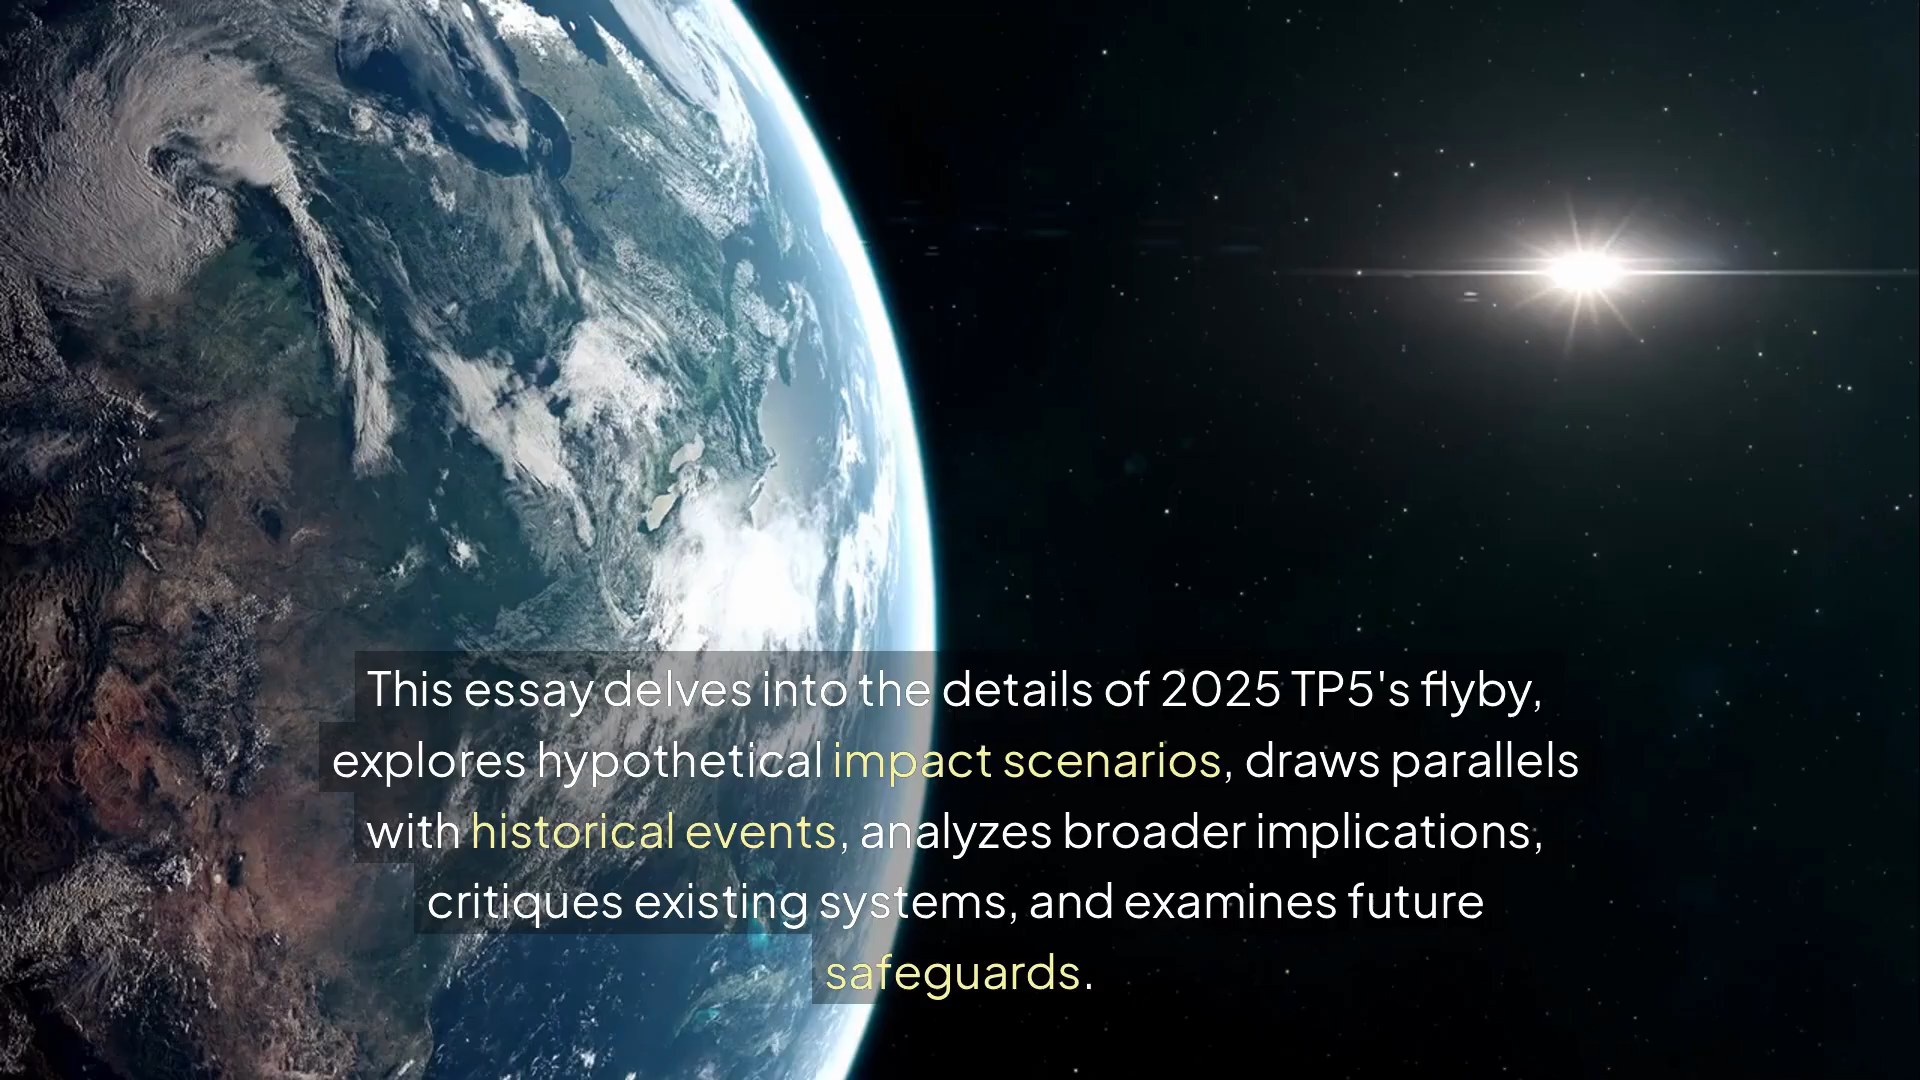 This essay delves into the details of 2025 TP5's flyby,
explores hypothetical impact scenarios, draws parallels
with historical events, analyzes broader implications,
critiques existing systems, and examines future
safeguards.